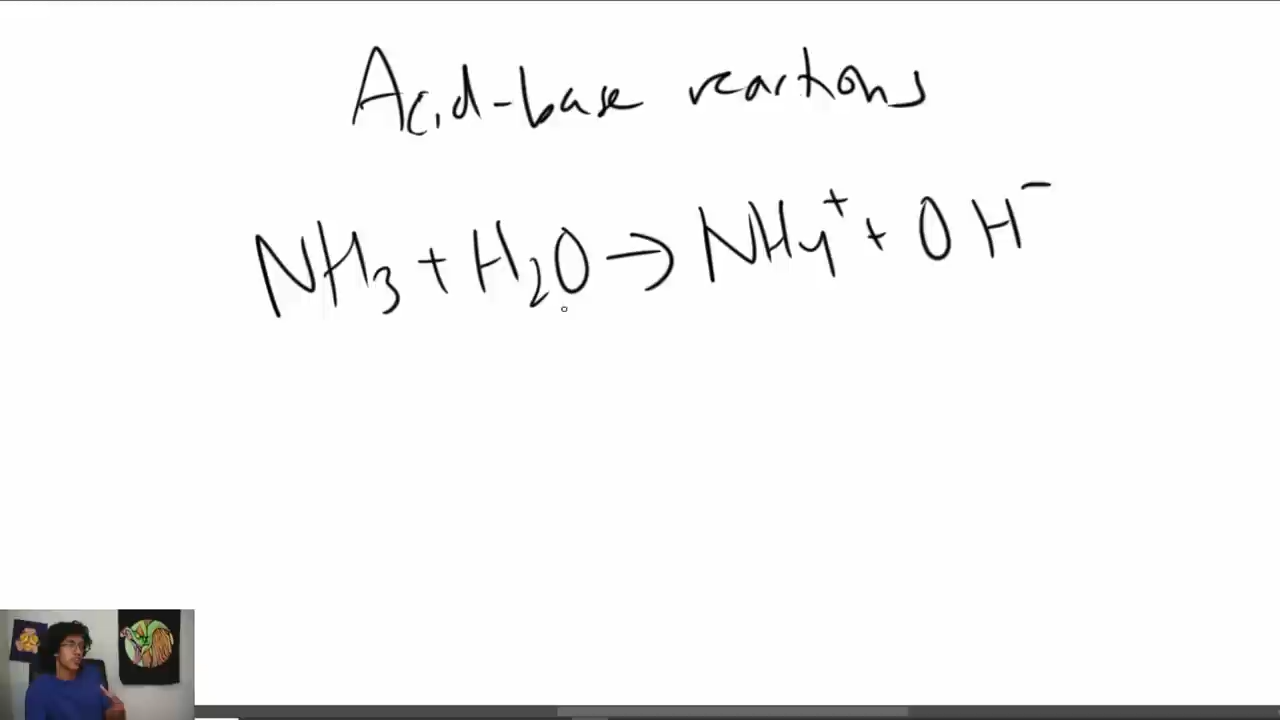 Acid-base reactions
NH₃ + H₂O → NH₄⁺ + OH⁻